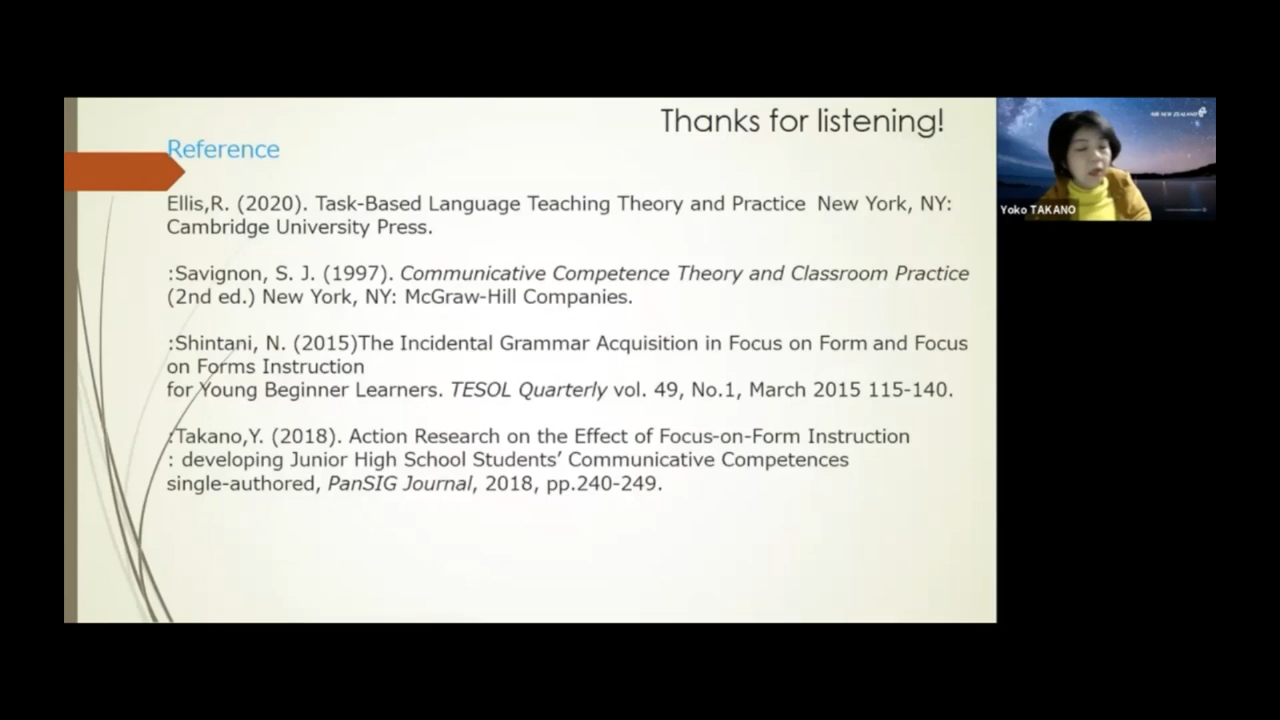 Thanks for listening!
Reference
Ellis,R. (2020). Task-Based Language Teaching Theory and Practice New York, NY:
Cambridge University Press.
:Savignon, S. J. (1997). Communicative Competence Theory and Classroom Practice
(2nd ed.) New York, NY: McGraw-Hill Companies.
:Shintani, N. (2015)The Incidental Grammar Acquisition in Focus on Form and Focus
on Forms Instruction
for Young Beginner Learners. TESOL Quarterly vol. 49, No.1, March 2015 115-140.
:Takano,Y. (2018). Action Research on the Effect of Focus-on-Form Instruction
: developing Junior High School Students’ Communicative Competences
single-authored, PanSIG Journal, 2018, pp.240-249.
AIR NEW ZEALAND
Yoko TAKANO